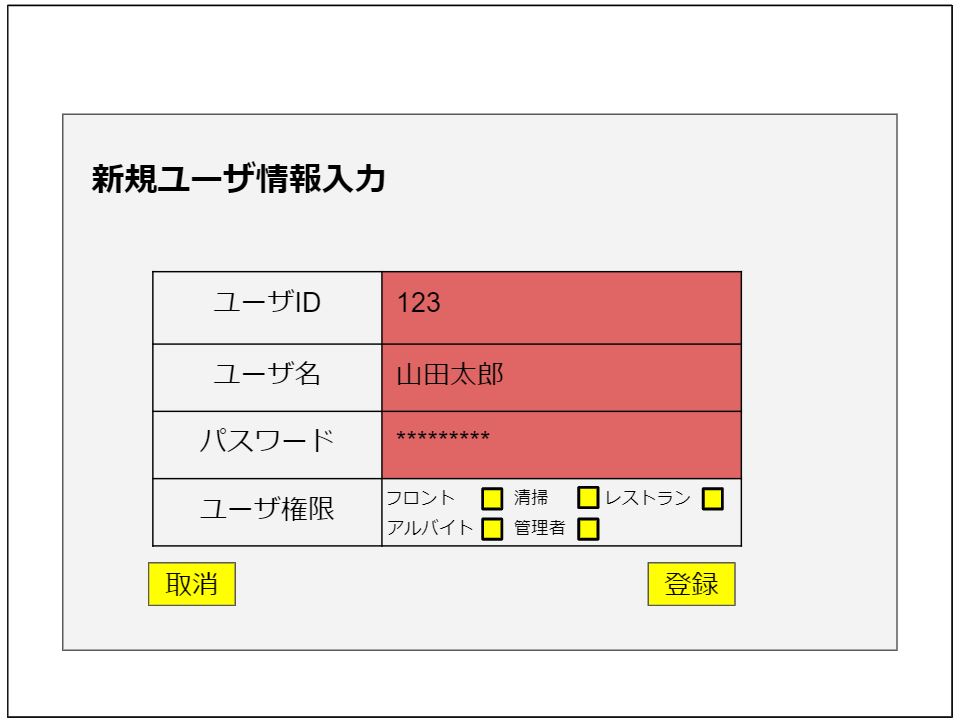 新規ユーザ情報入力
ユーザID 123
ユーザ名 山田太郎
パスワード *********
ユーザ権限 フロント 清掃 レストラン
アルバイト 管理者
取消 登録